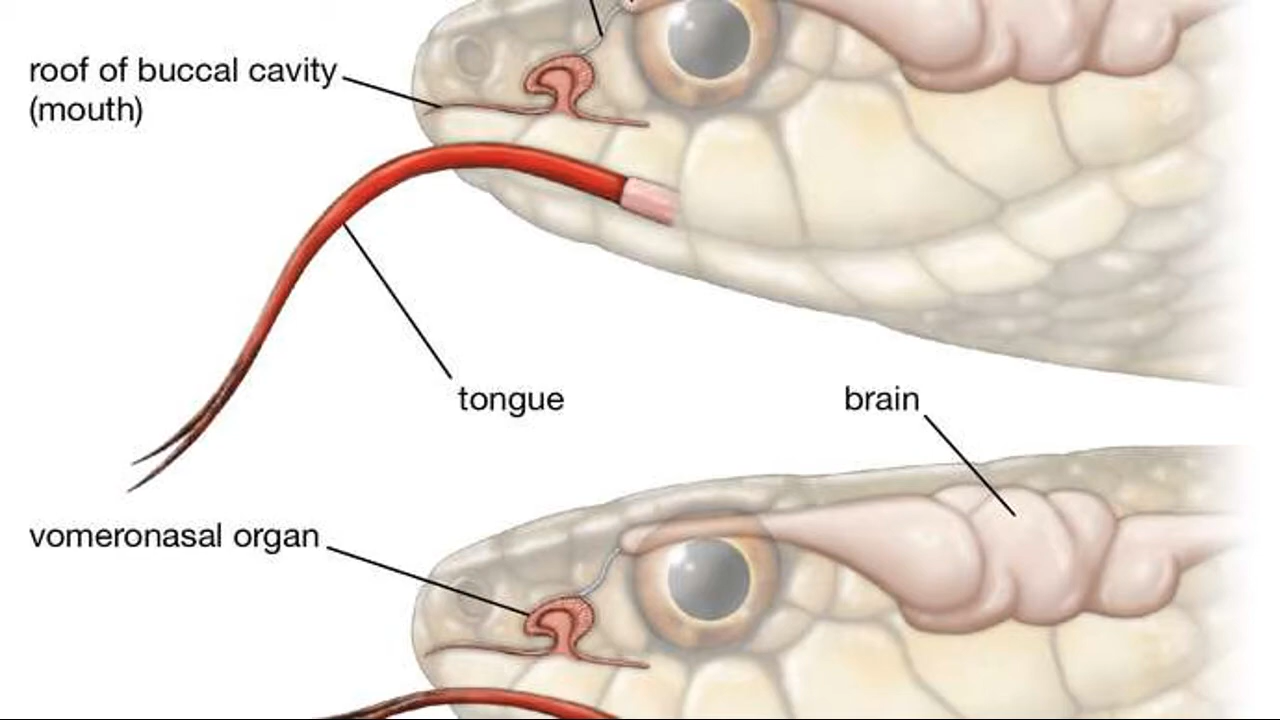 roof of buccal cavity
(mouth)
tongue
brain
vomeronasal organ